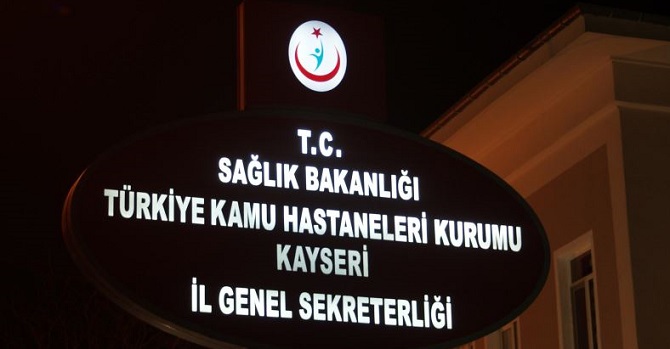 T.C.
SAĞLIK BAKANLIĞI
TÜRKİYE KAMU HASTANELERİ KURUMU
KAYSERİ
İL GENEL SEKRETERLİĞİ